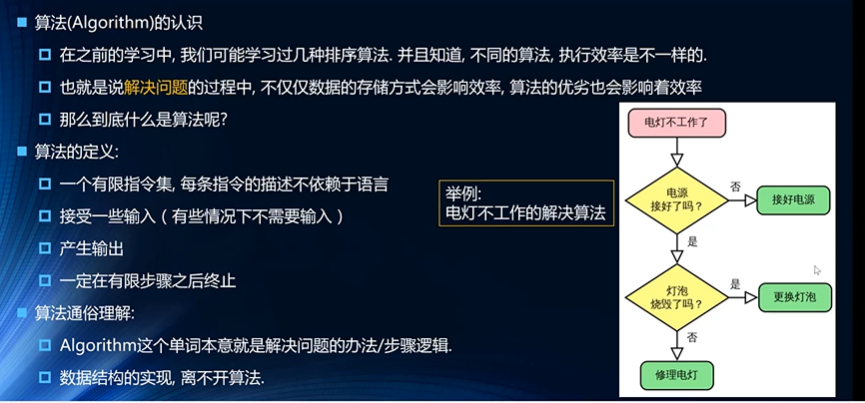 算法(Algorithm)的认识
在之前的学习中, 我们可能学习过几种排序算法. 并且知道, 不同的算法, 执行效率是不一样的.
也就是说解决问题的过程中, 不仅仅数据的存储方式会影响效率, 算法的优劣也会影响着效率
那么到底什么是算法呢?
算法的定义:
一个有限指令集, 每条指令的描述不依赖于语言
接受一些输入（有些情况下不需要输入）
产生输出
一定在有限步骤之后终止
算法通俗理解:
Algorithm这个单词本意就是解决问题的办法/步骤逻辑.
数据结构的实现, 离不开算法.
举例:
电灯不工作的解决算法
电灯不工作了
电源
接好了吗？
否
接好电源
是
灯泡
烧毁了吗？
是
更换灯泡
否
修理电灯